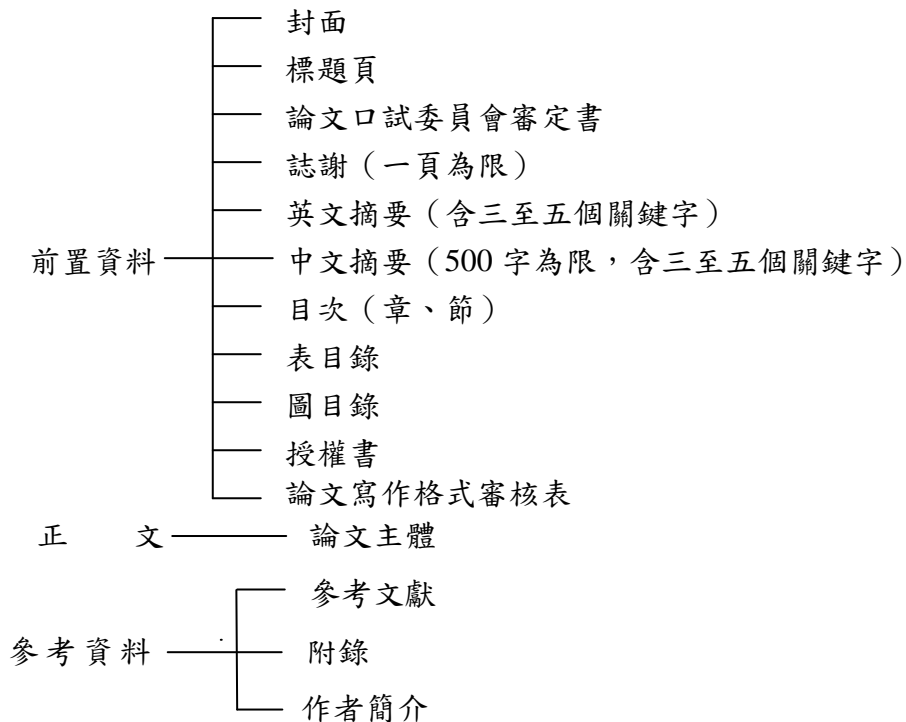 封面
標題頁
論文口試委員會審定書
誌謝（一頁為限）
英文摘要（含三至五個關鍵字）
前置資料
中文摘要（500 字為限，含三至五個關鍵字）
目次（章、節）
表目錄
圖目錄
授權書
論文寫作格式審核表
正 文
論文主體
參考文獻
參考資料
附錄
作者簡介